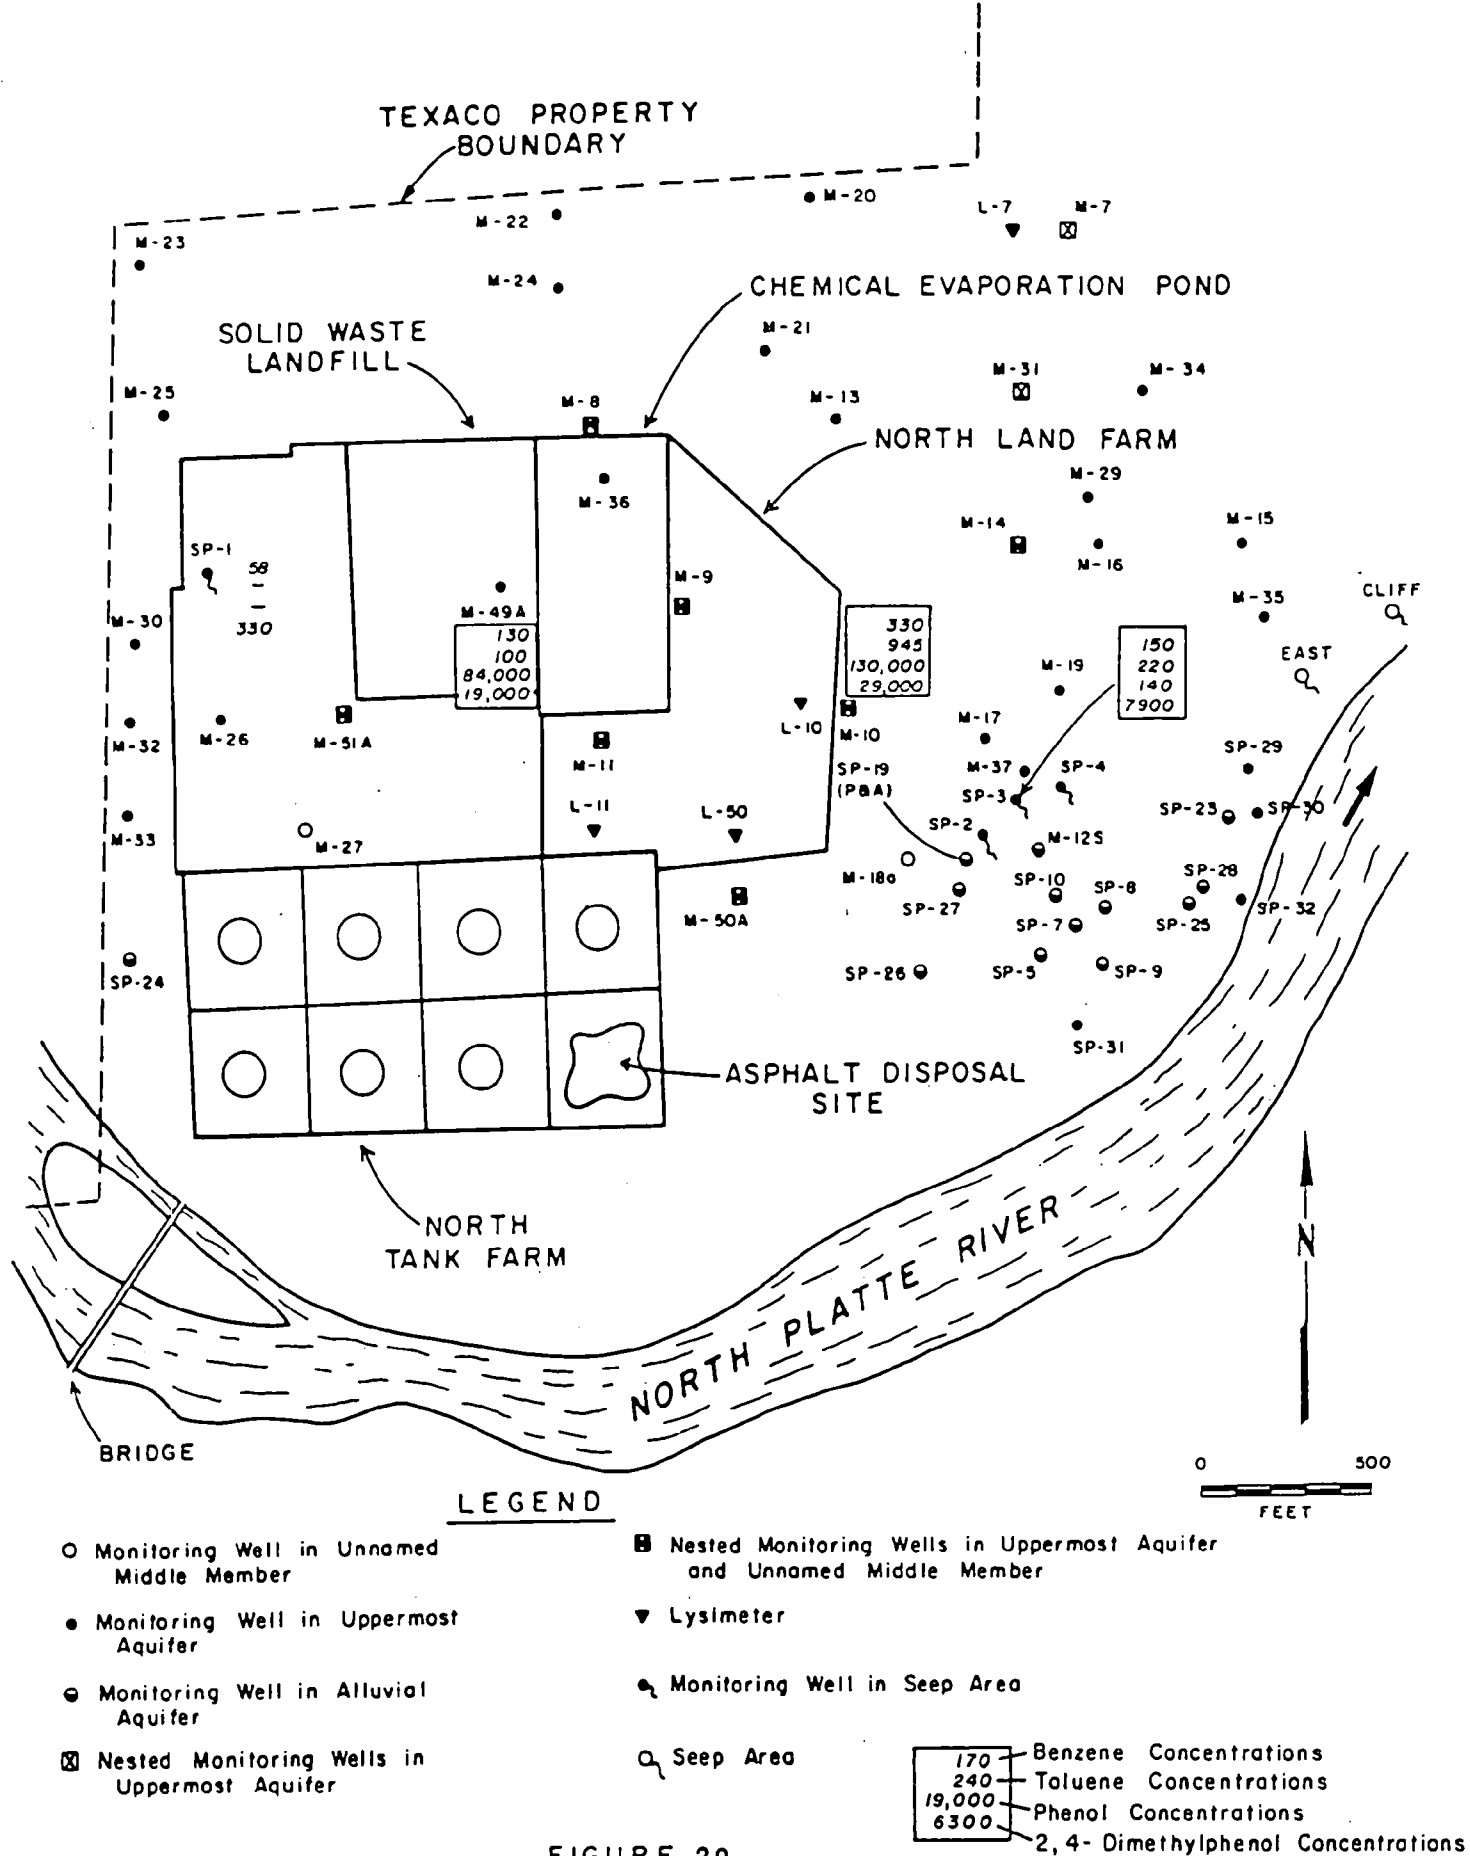 TEXACO PROPERTY
BOUNDARY
M-20
M-22
L-7
M-7
M-23
M-24
CHEMICAL EVAPORATION POND
SOLID WASTE
LANDFILL
M-21
M-31
M-34
M-25
M-8
M-13
NORTH LAND FARM
M-29
M-36
M-14
M-15
M-16
SP-1
58
–
–
330
M-9
CLIFF
M-35
M-30
M-49A
130
100
84,000
19,000
330
945
130,000
29,000
150
220
140
7900
EAST
M-19
M-32
M-26
M-51A
M-11
L-10
M-10
M-17
SP-19
(P&A)
M-37
SP-4
SP-29
SP-3
SP-23
SP-30
M-33
M-27
L-11
L-50
SP-2
M-12S
M-18a
SP-10
SP-8
SP-28
SP-27
M-50A
SP-7
SP-25
SP-32
SP-24
SP-26
SP-5
SP-9
SP-31
ASPHALT DISPOSAL
SITE
NORTH
TANK FARM
NORTH PLATTE RIVER
N
BRIDGE
0 500
FEET
LEGEND
Monitoring Well in Unnamed
Middle Member
Monitoring Well in Uppermost
Aquifer
Monitoring Well in Alluvial
Aquifer
Nested Monitoring Wells in
Uppermost Aquifer
Nested Monitoring Wells in Uppermost Aquifer
and Unnamed Middle Member
Lysimeter
Monitoring Well in Seep Area
Seep Area
170 Benzene Concentrations
240 Toluene Concentrations
19,000 Phenol Concentrations
6300 2,4-Dimethylphenol Concentrations